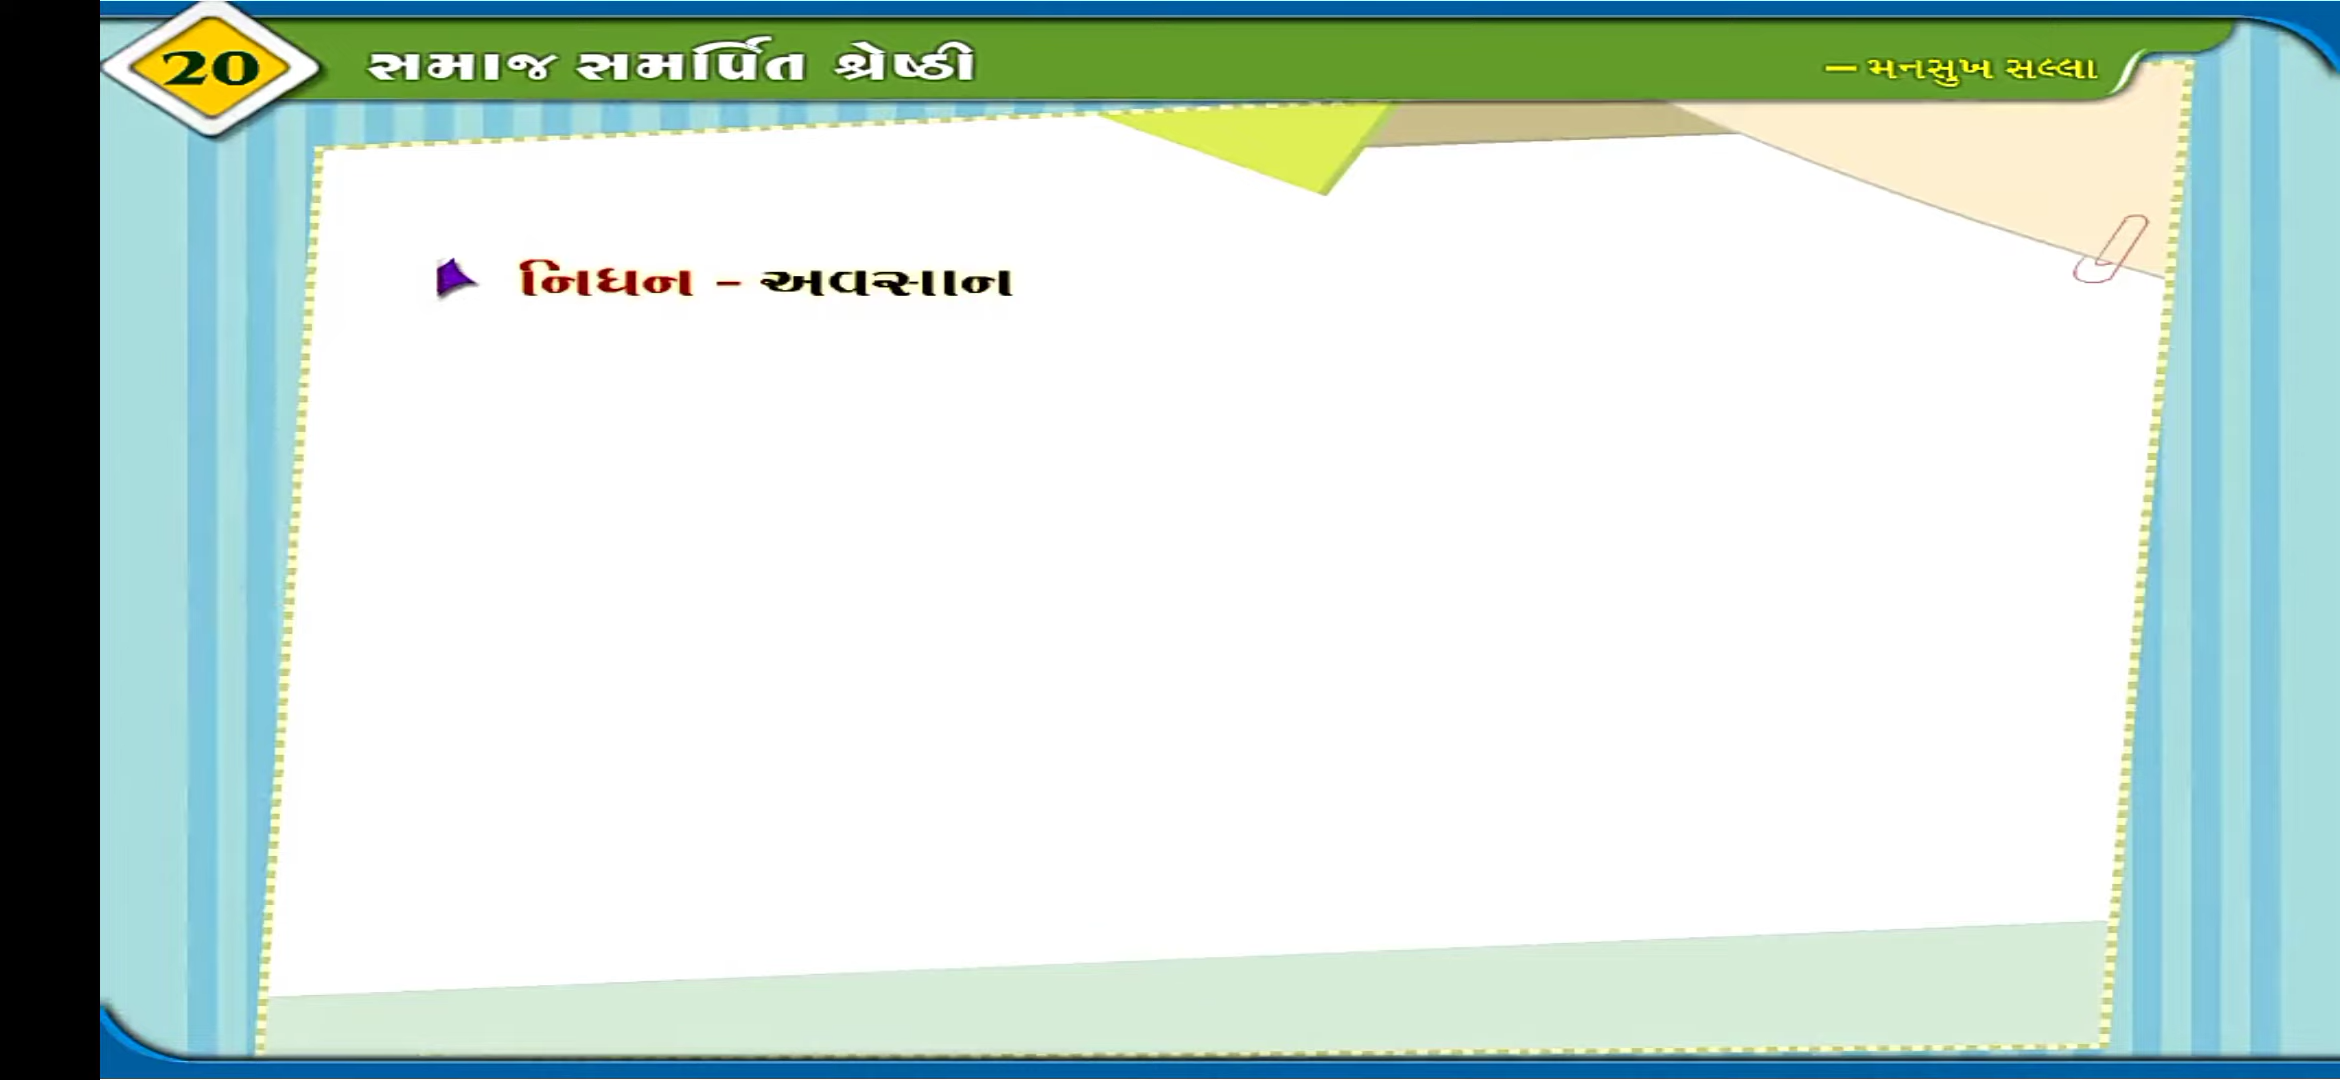 20 સમાજ સમર્પિત શ્રેષ્ઠી – મનસુખ સલ્લા
નિધન - અવસાન